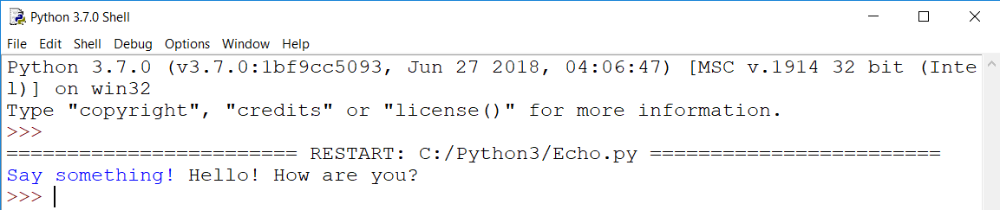 Python 3.7.0 Shell
File Edit Shell Debug Options Window Help
Python 3.7.0 (v3.7.0:1bf9cc5093, Jun 27 2018, 04:06:47) [MSC v.1914 32 bit (Inte
l)] on win32
Type "copyright", "credits" or "license()" for more information.
>>>
======================== RESTART: C:/Python3/Echo.py ========================
Say something! Hello! How are you?
>>>